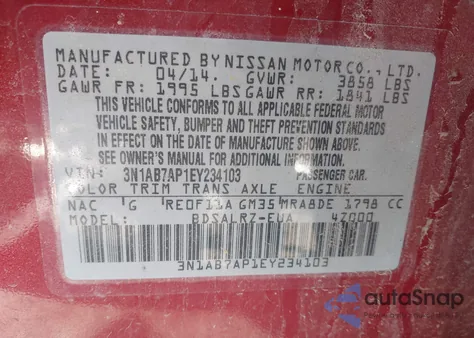 MANUFACTURED BY NISSAN MOTOR CO., LTD.
DATE: 04/14. GVWR: 3858 LBS
GAWR FR: 1995 LBS GAWR RR: 1841 LBS
THIS VEHICLE CONFORMS TO ALL APPLICABLE FEDERAL MOTOR
VEHICLE SAFETY, BUMPER AND THEFT PREVENTION STANDARDS
IN EFFECT ON THE DATE OF MANUFACTURE SHOWN ABOVE.
SEE OWNER'S MANUAL FOR ADDITIONAL INFORMATION.
VIN: 3N1AB7AP1EY234103 PASSENGER CAR.
COLOR TRIM TRANS AXLE ENGINE
NAC G RE0F11A GM35 MRA8DE 1798 CC
MODEL: BDSALRZ-EUA 4Z000
3N1AB7AP1EY234103
autoSnap